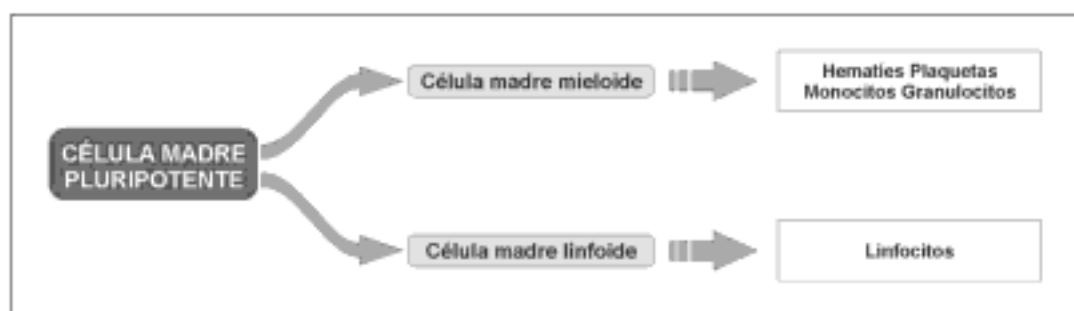 CÉLULA MADRE
PLURIPOTENTE
Célula madre mieloide
Hematíes Plaquetas
Monocitos Granulocitos
Célula madre linfoide
Linfocitos